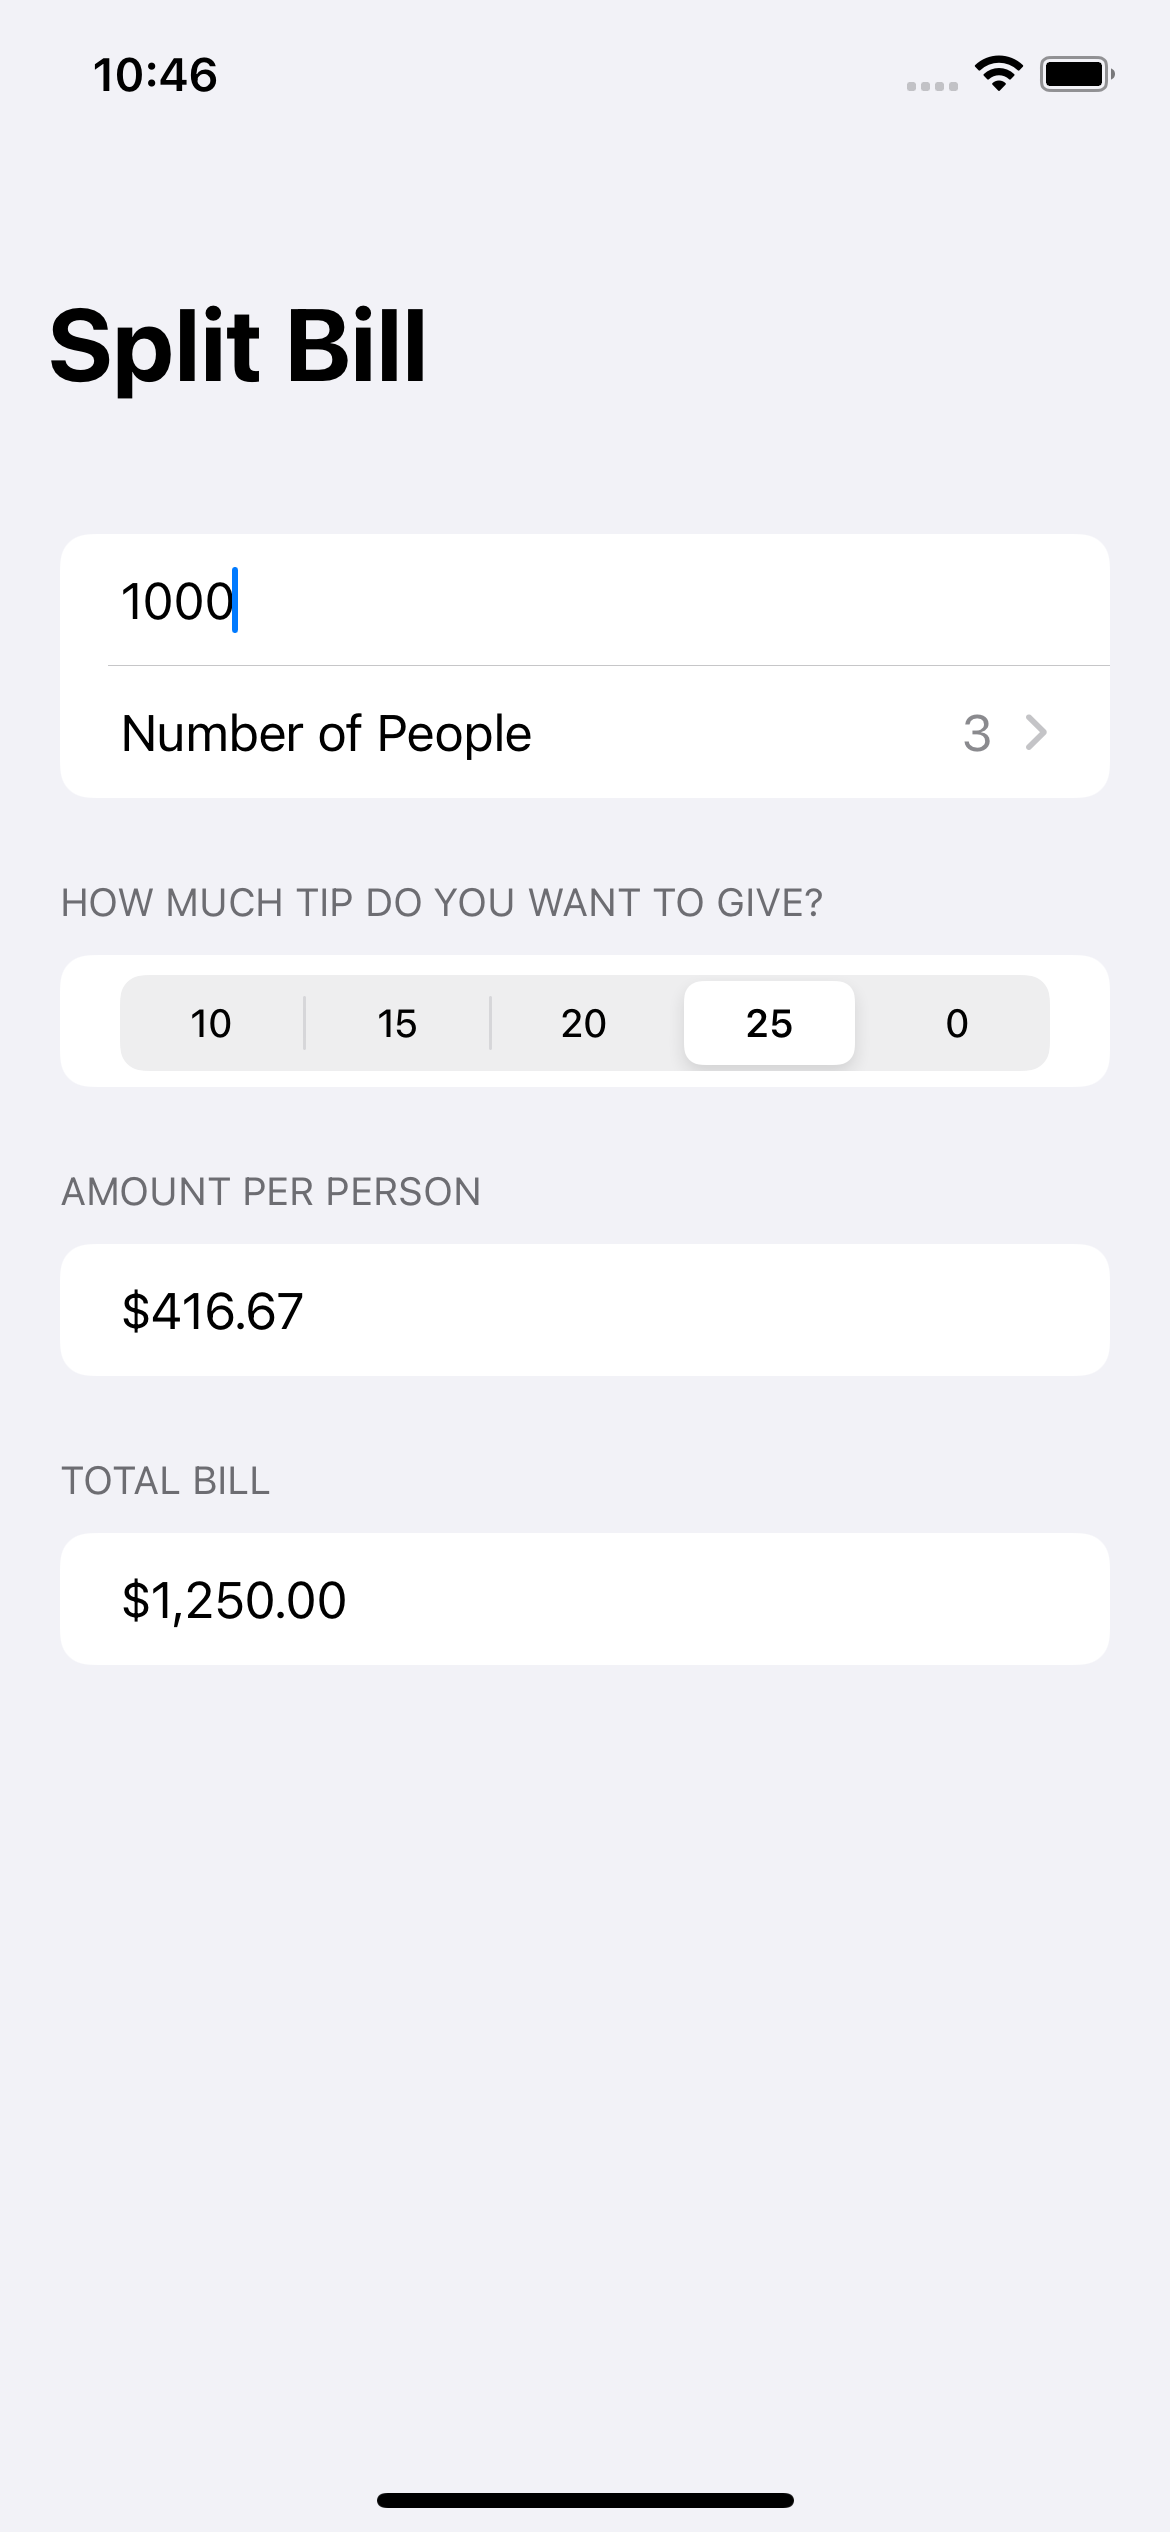 10:46
Split Bill
1000
Number of People 3
HOW MUCH TIP DO YOU WANT TO GIVE?
10 15 20 25 0
AMOUNT PER PERSON
$416.67
TOTAL BILL
$1,250.00